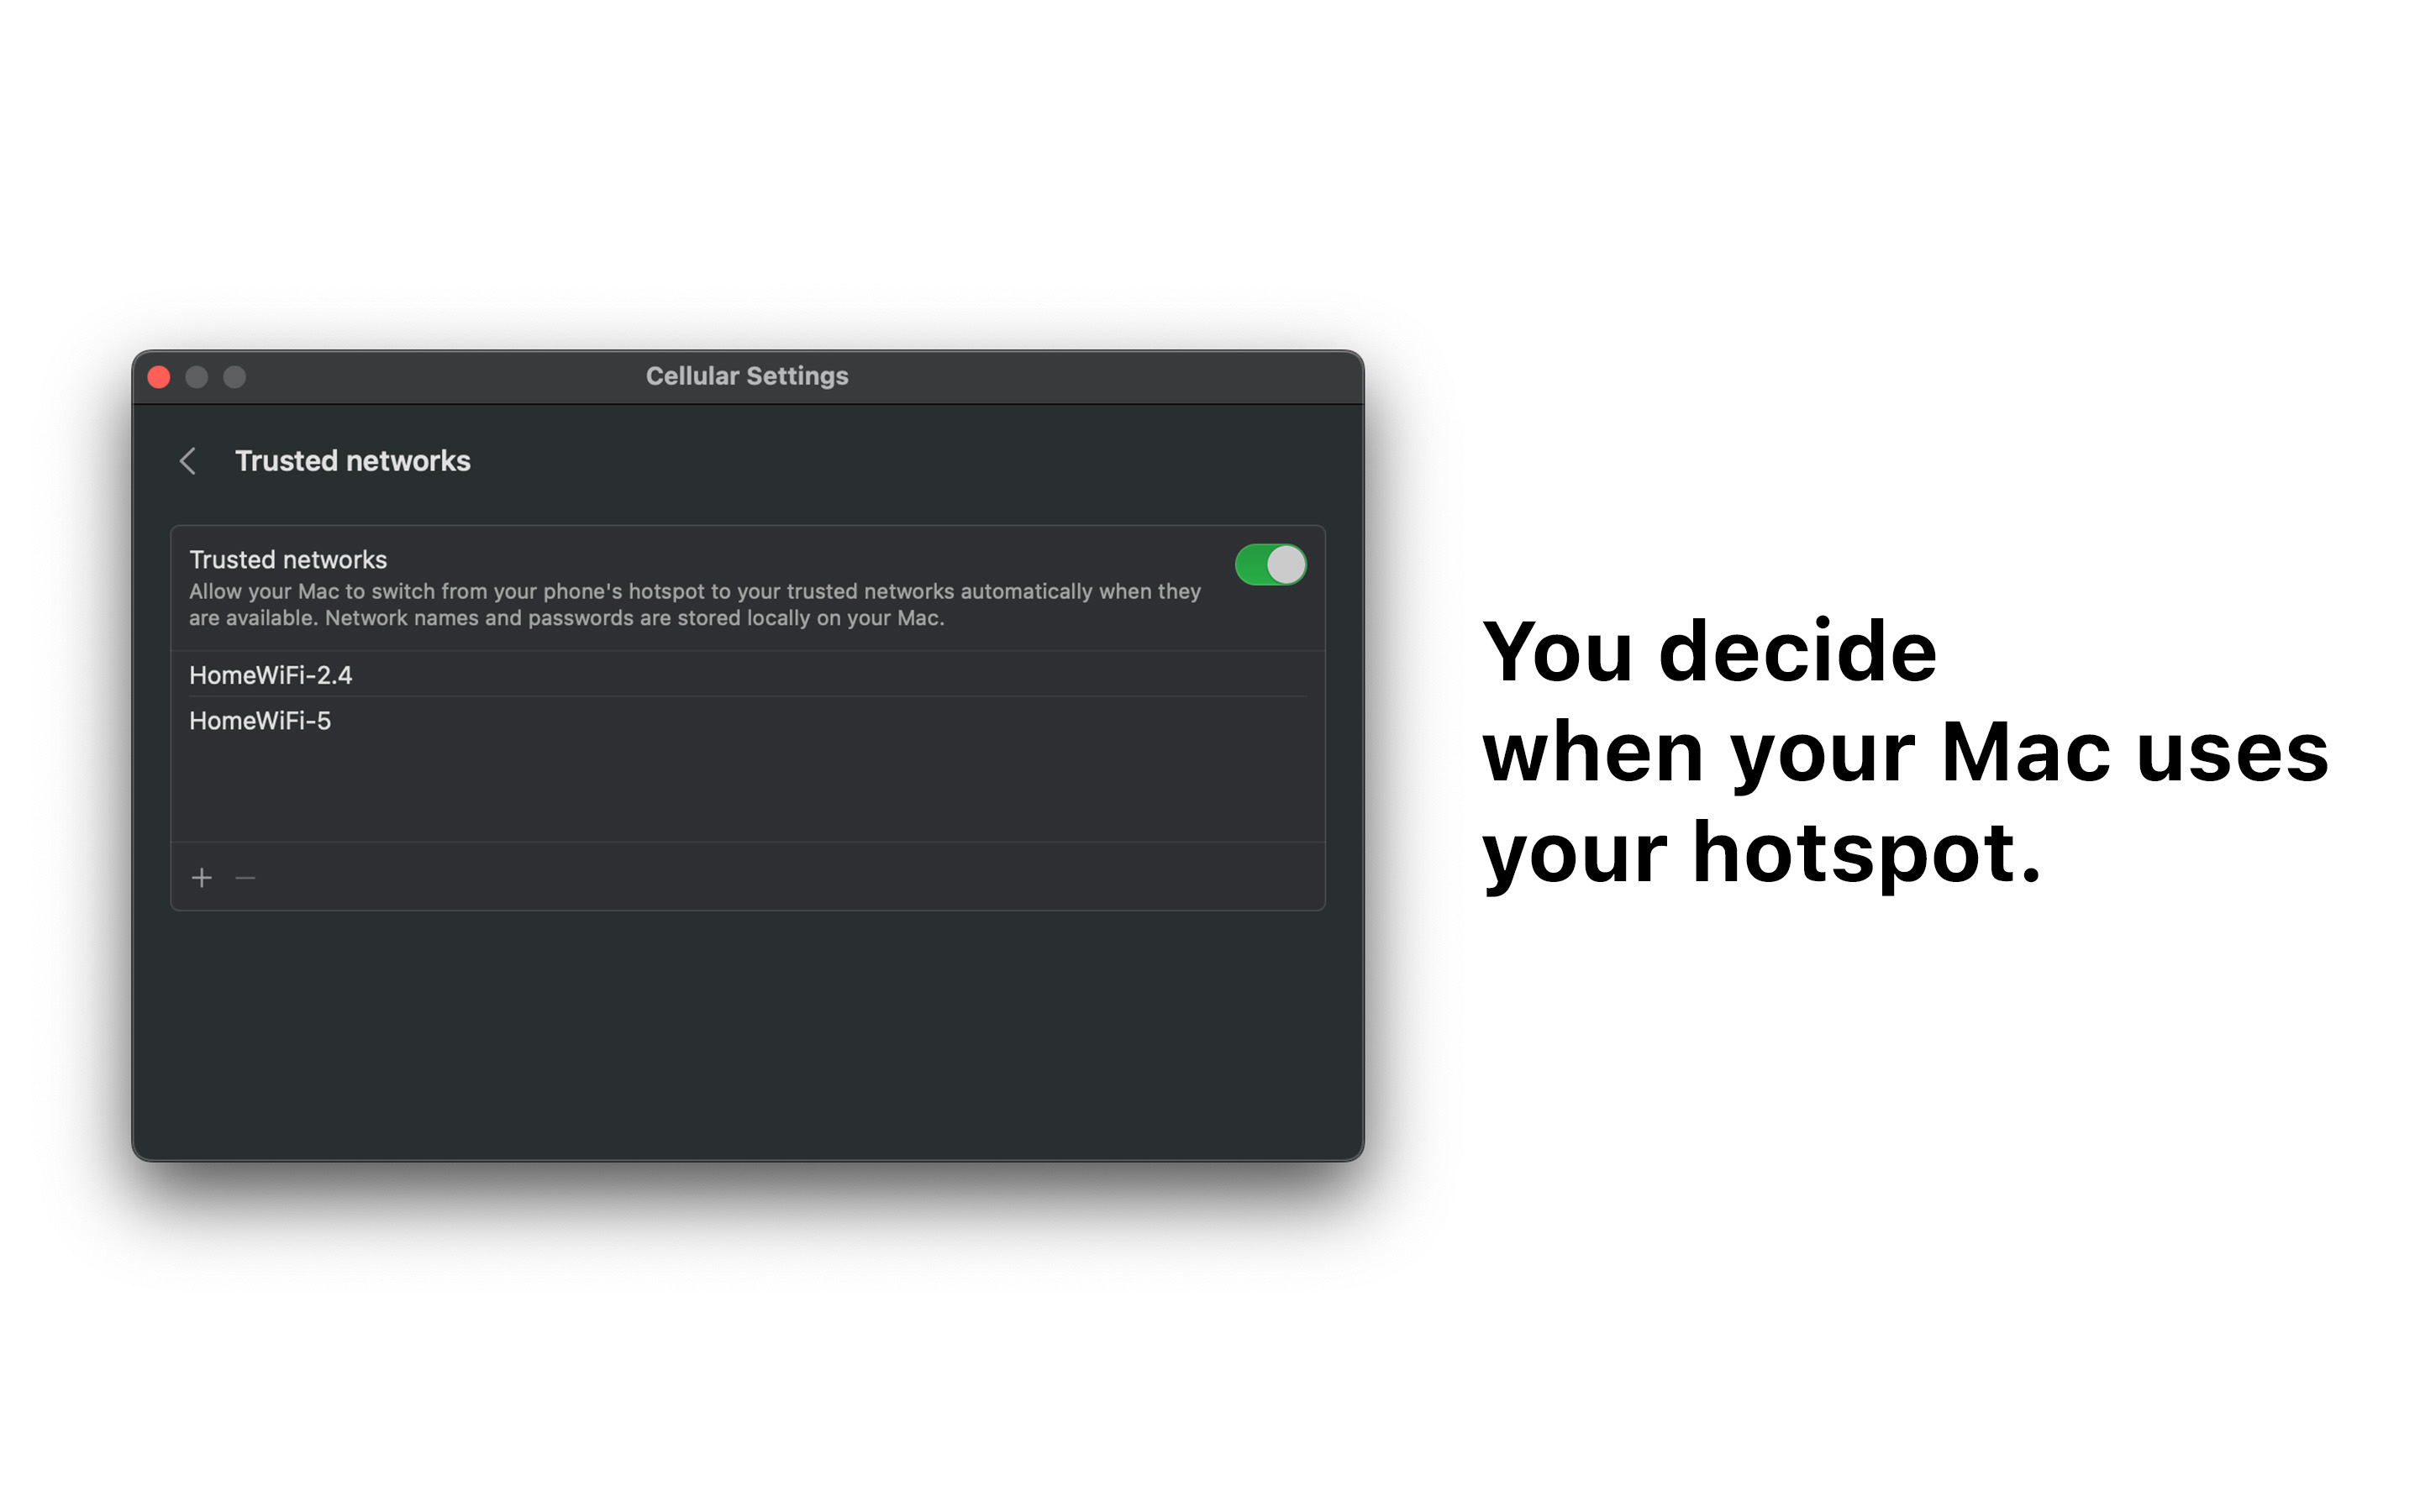 Cellular Settings
Trusted networks
Trusted networks
Allow your Mac to switch from your phone's hotspot to your trusted networks automatically when they
are available. Network names and passwords are stored locally on your Mac.
HomeWiFi-2.4
HomeWiFi-5
You decide
when your Mac uses
your hotspot.